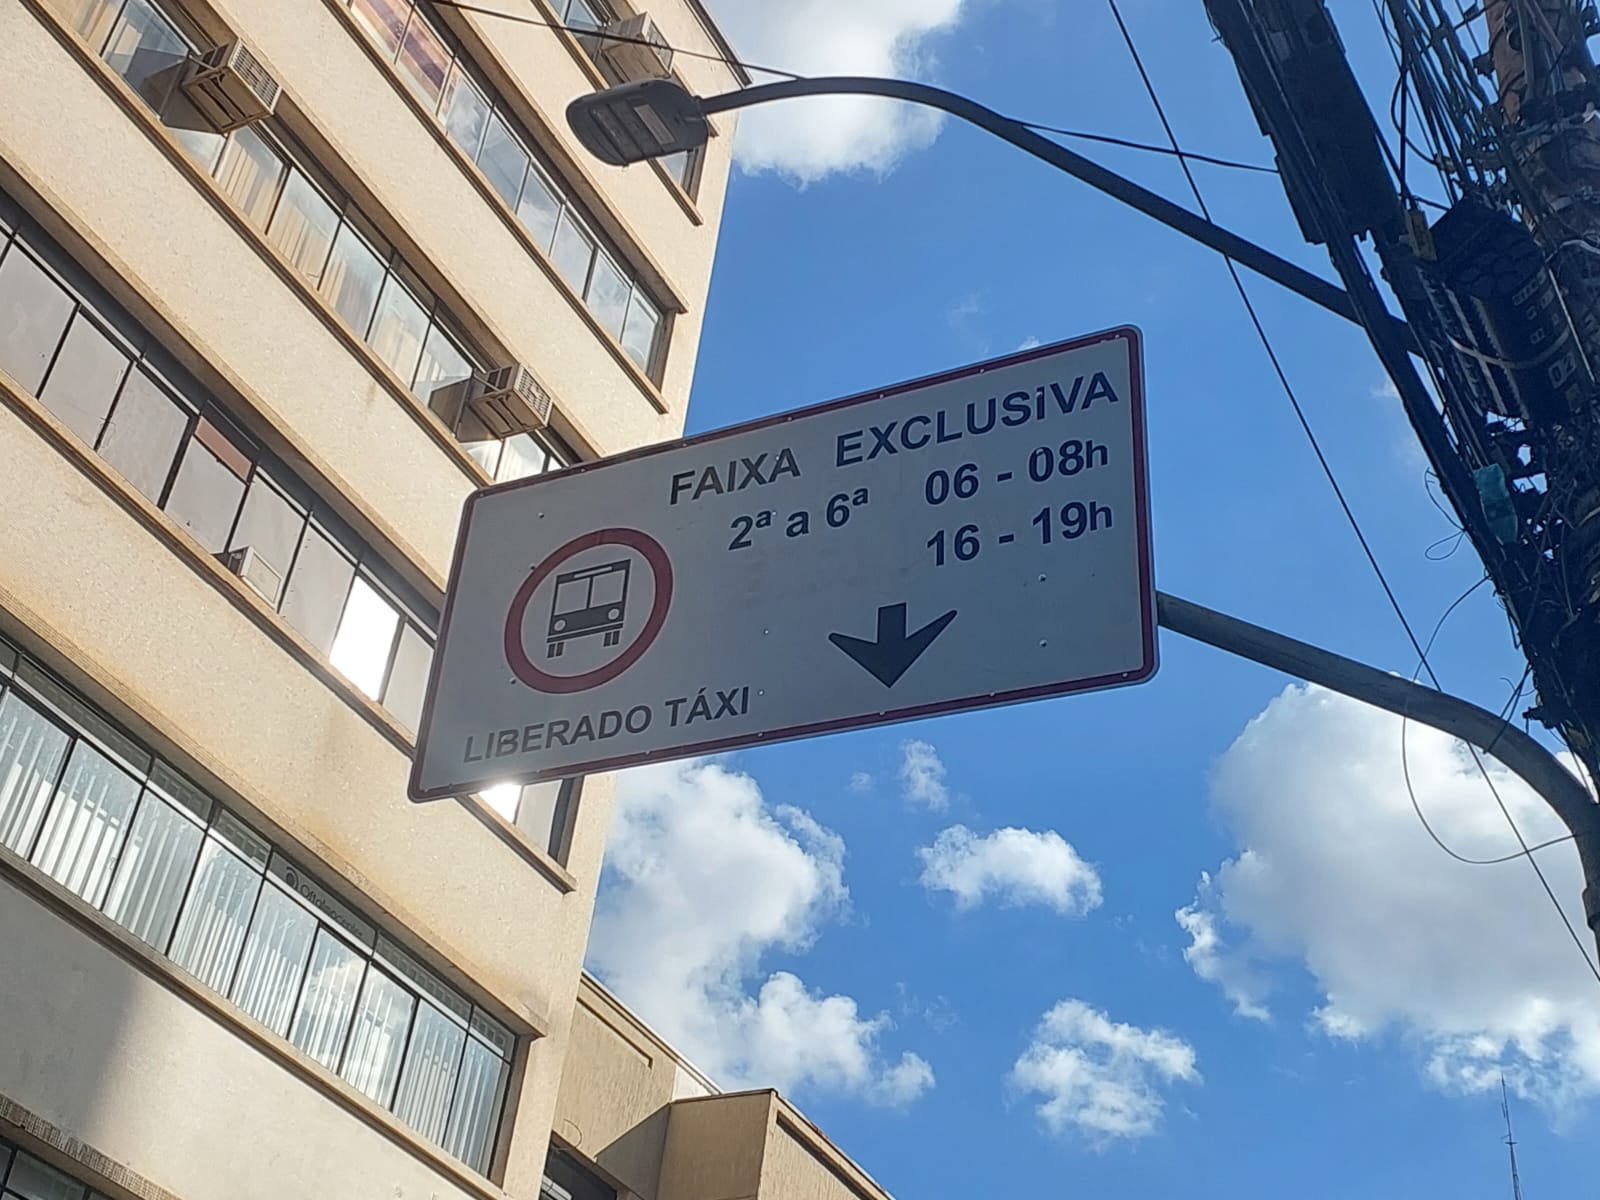 FAIXA EXCLUSiVA
2ª a 6ª 06 - 08h
16 - 19h
LIBERADO TÁXI